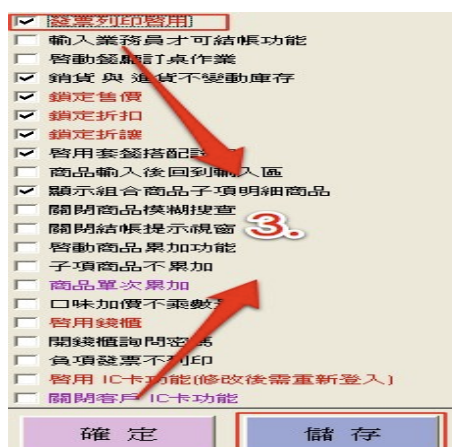 發票列印啓用
輸入業務員才可結帳功能
啓動餐廳訂桌作業
銷貨 與 進貨不變動庫存
鎖定售價
鎖定折扣
鎖定折讓
啓用套餐搭配
商品輸入後回到輸入區
顯示組合商品子項明細商品
關閉商品模糊搜查
關閉結帳提示視窗
3.
啓動商品累加功能
子項商品不累加
商品單次累加
口味加價不乘數
啓用錢櫃
開錢櫃詢問密碼
負項發票不列印
啓用 IC卡功能(修改後需重新登入)
關閉客戶 IC卡功能
確 定
儲 存